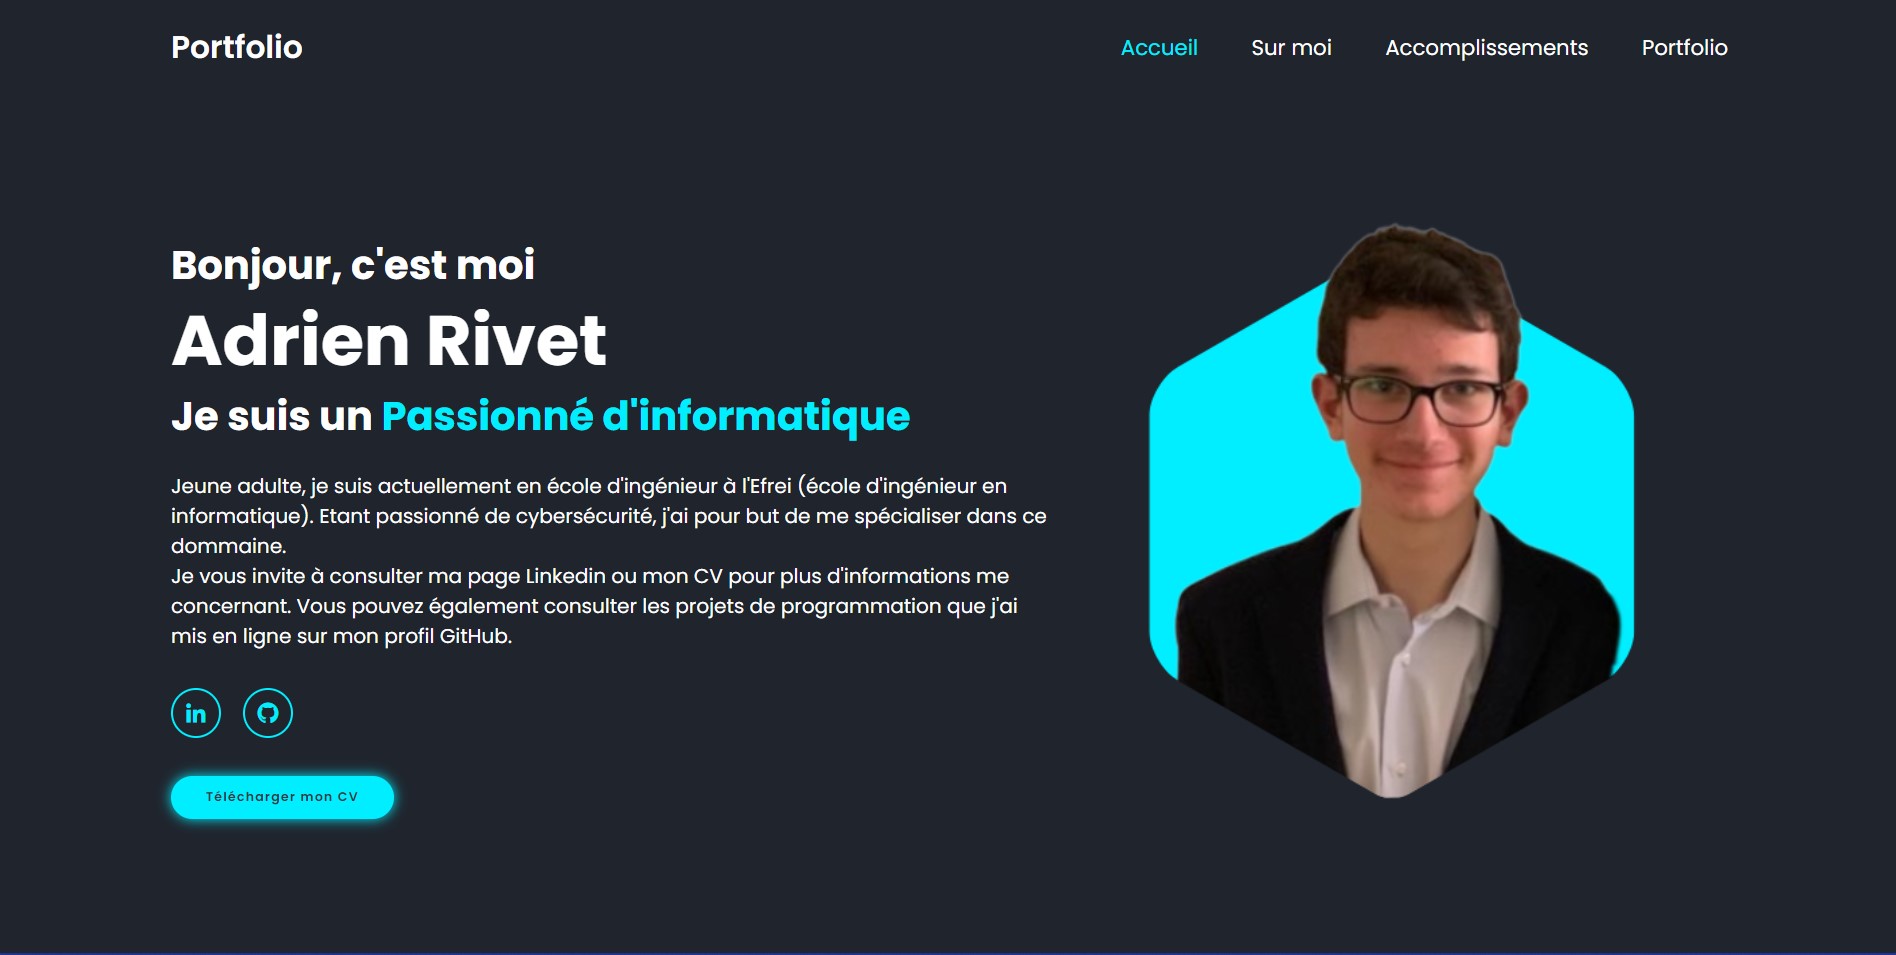 Portfolio
Accueil Sur moi Accomplissements Portfolio
Bonjour, c'est moi
Adrien Rivet
Je suis un Passionné d'informatique
Jeune adulte, je suis actuellement en école d'ingénieur à l'Efrei (école d'ingénieur en
informatique). Etant passionné de cybersécurité, j'ai pour but de me spécialiser dans ce
dommaine.
Je vous invite à consulter ma page Linkedin ou mon CV pour plus d'informations me
concernant. Vous pouvez également consulter les projets de programmation que j'ai
mis en ligne sur mon profil GitHub.
in
Télécharger mon CV